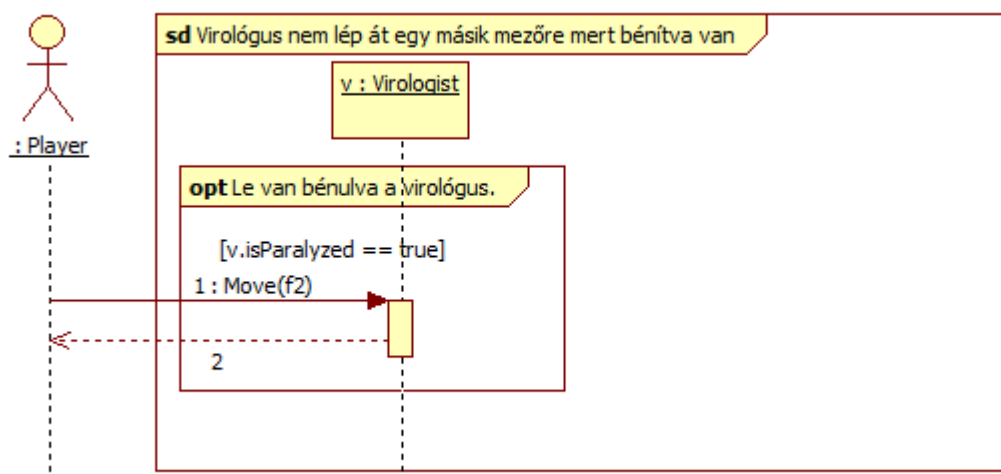 sd Virológus nem lép át egy másik mezőre mert bénítva van
v : Virologist
: Player
opt Le van bénulva a virológus.
[v.isParalyzed == true]
1 : Move(f2)
2